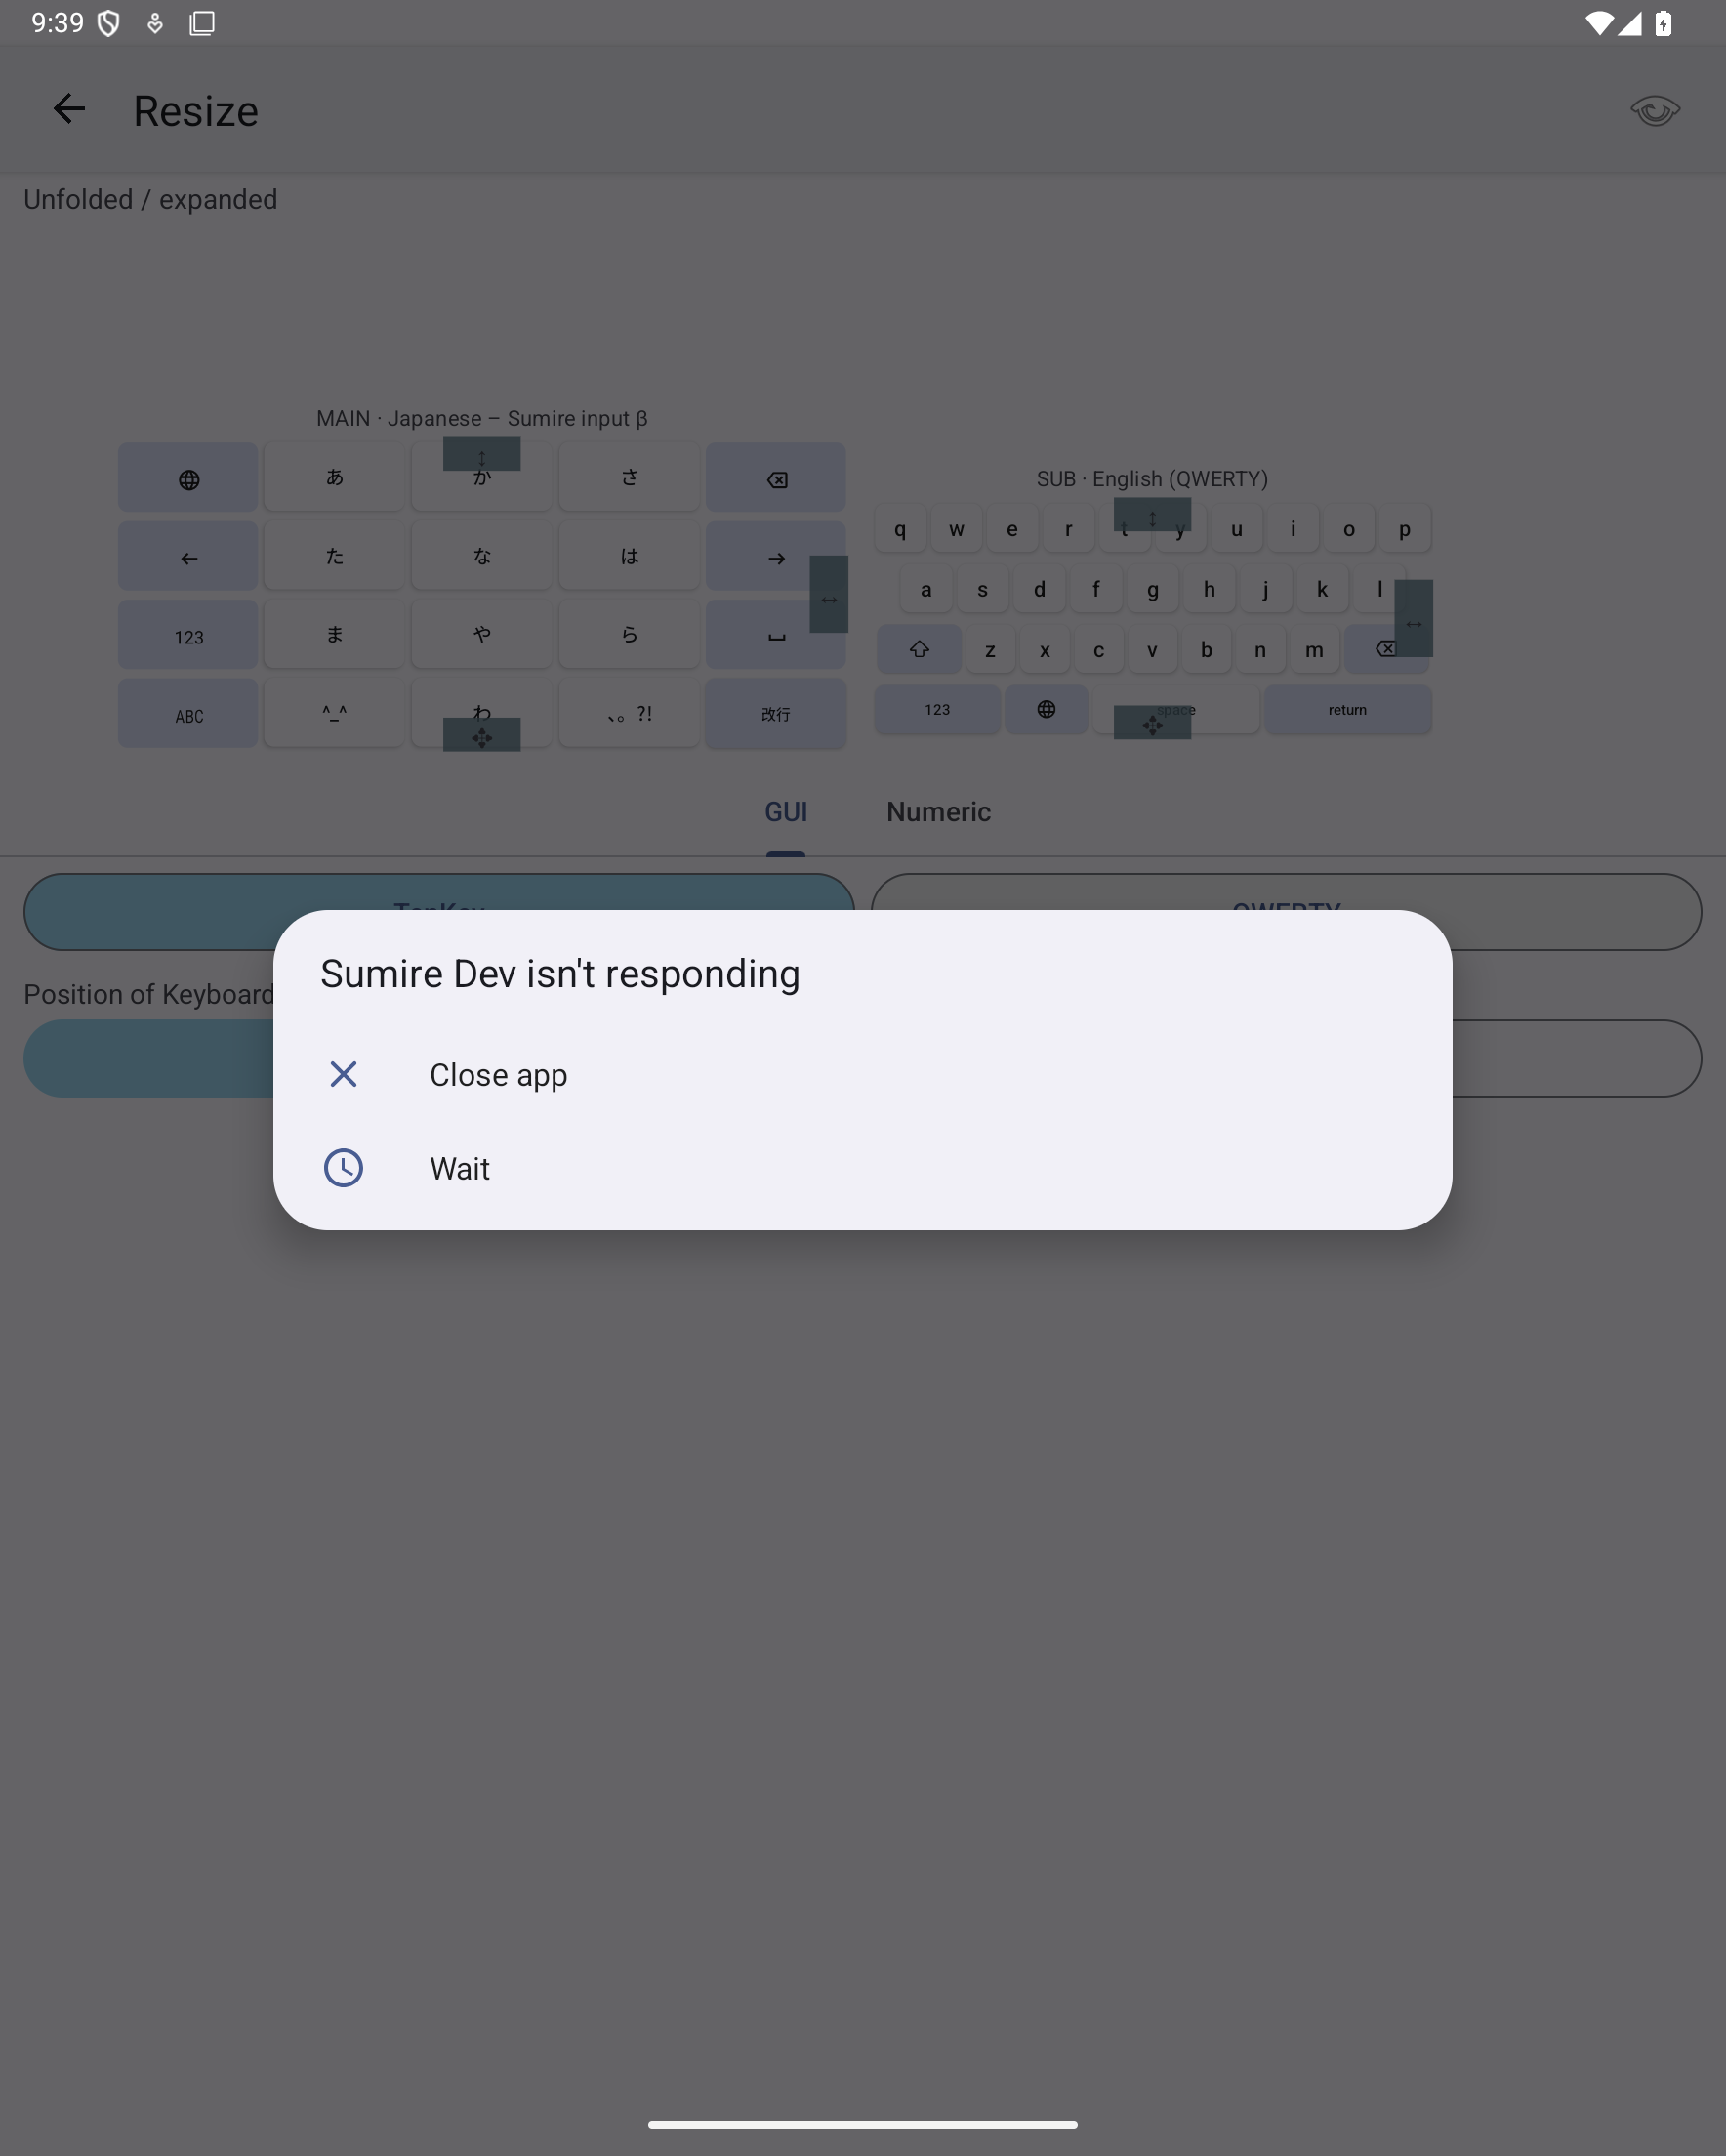 9:39
Resize
Unfolded / expanded
MAIN · Japanese – Sumire input β
あ か さ
た な は
123 ま や ら
ABC ^_^ わ 、。?! 改行
SUB · English (QWERTY)
q w e r t y u i o p
a s d f g h j k l
z x c v b n m
123 space return
GUI Numeric
TenKey QWERTY
Position of Keyboard
Sumire Dev isn't responding
Close app
Wait